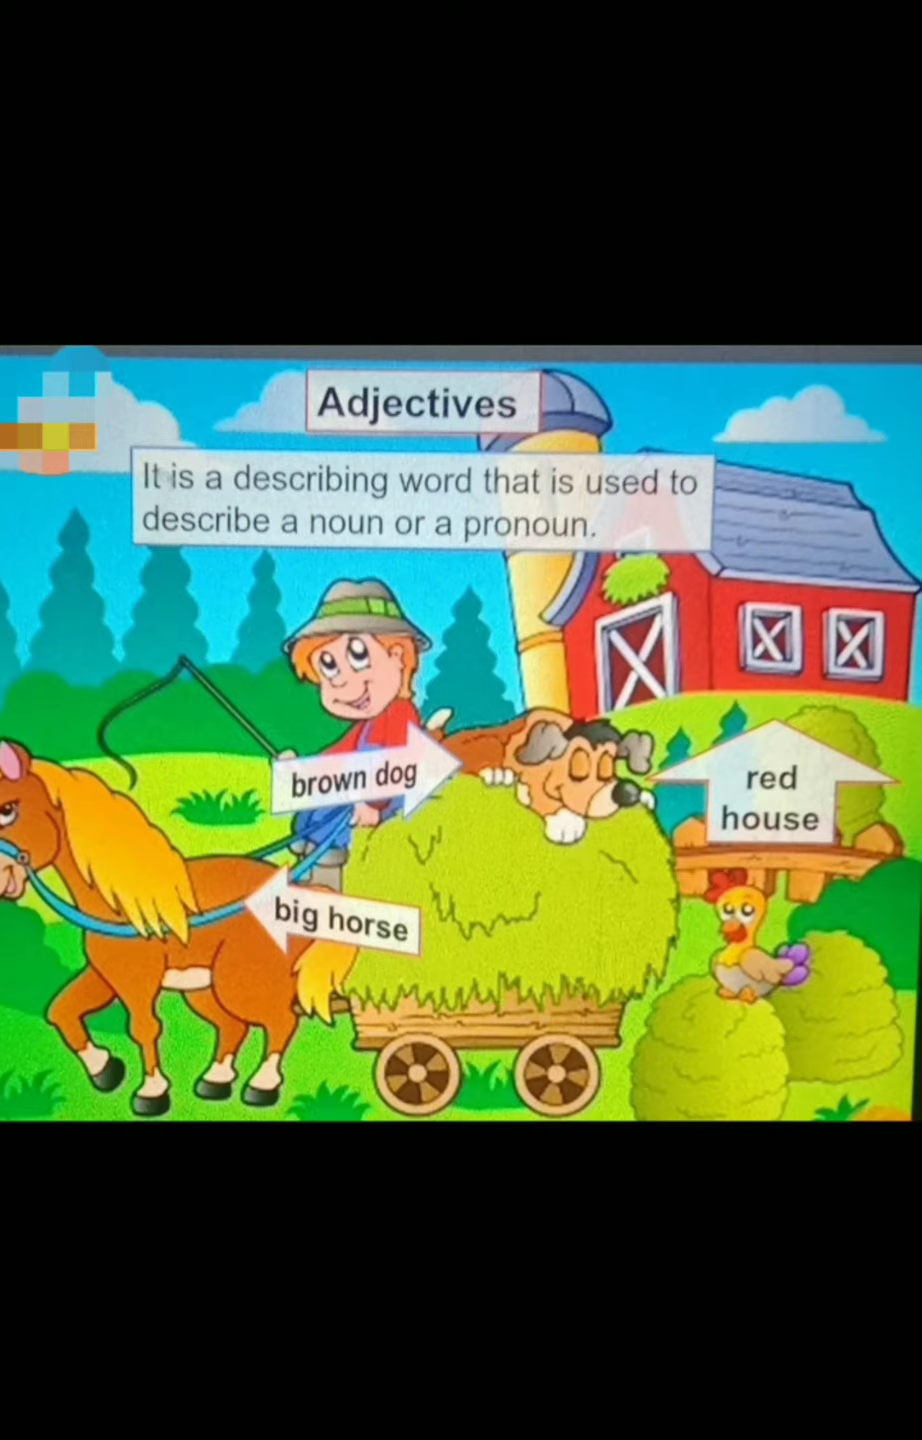 Adjectives
It is a describing word that is used to
describe a noun or a pronoun.
brown dog
red
house
big horse